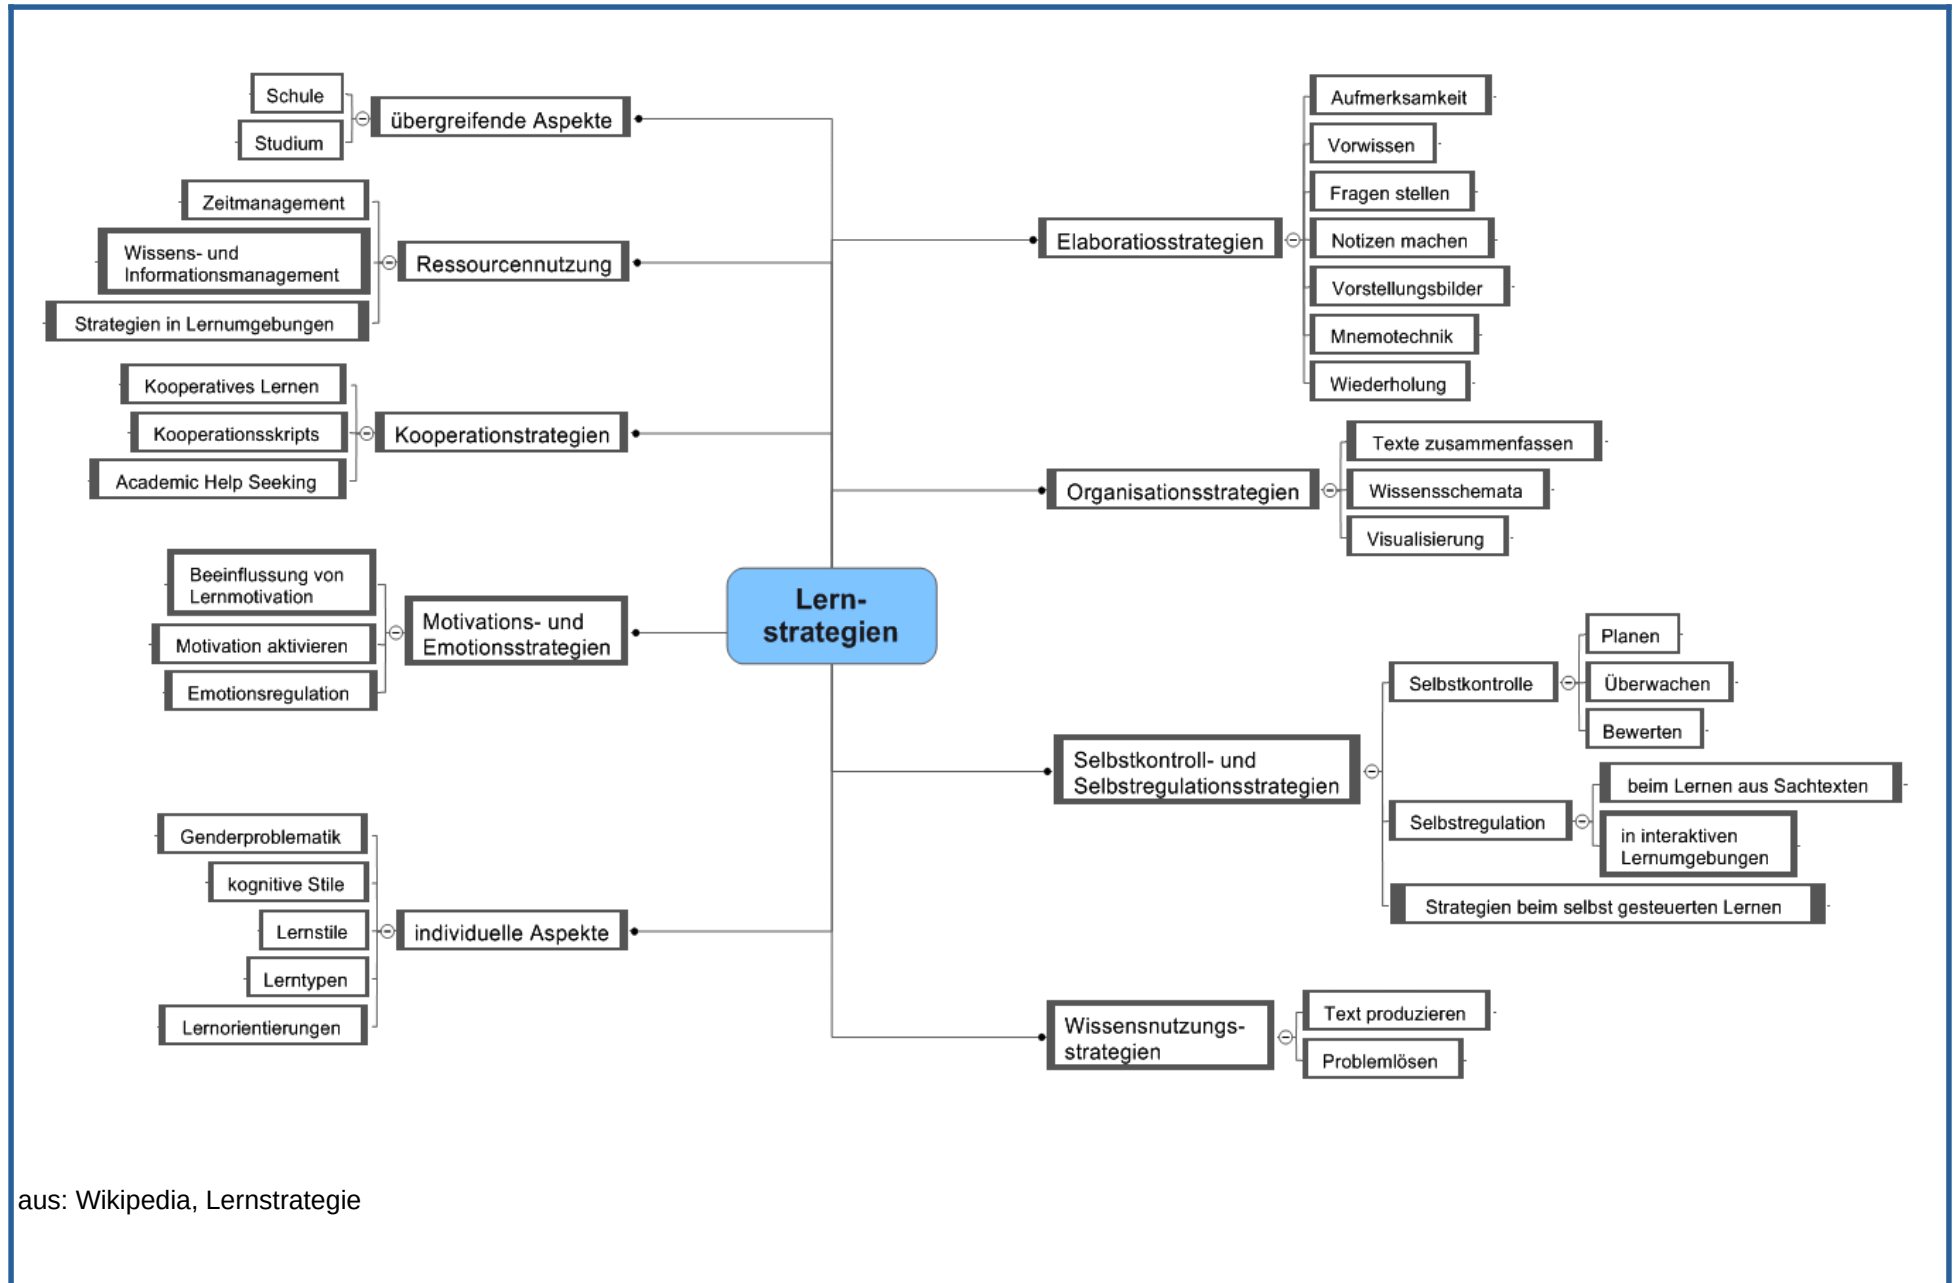 Schule
Studium
übergreifende Aspekte
Zeitmanagement
Wissens- und
Informationsmanagement
Strategien in Lernumgebungen
Ressourcennutzung
Kooperatives Lernen
Kooperationsskripts
Academic Help Seeking
Kooperationstrategien
Beeinflussung von
Lernmotivation
Motivation aktivieren
Emotionsregulation
Motivations- und
Emotionsstrategien
Genderproblematik
kognitive Stile
Lernstile
Lerntypen
Lernorientierungen
individuelle Aspekte
Lern-
strategien
Elaboratiosstrategien
Aufmerksamkeit
Vorwissen
Fragen stellen
Notizen machen
Vorstellungsbilder
Mnemotechnik
Wiederholung
Organisationsstrategien
Texte zusammenfassen
Wissensschemata
Visualisierung
Selbstkontroll- und
Selbstregulationsstrategien
Selbstkontrolle
Planen
Überwachen
Bewerten
Selbstregulation
beim Lernen aus Sachtexten
in interaktiven
Lernumgebungen
Strategien beim selbst gesteuerten Lernen
Wissensnutzungs-
strategien
Text produzieren
Problemlösen
aus: Wikipedia, Lernstrategie